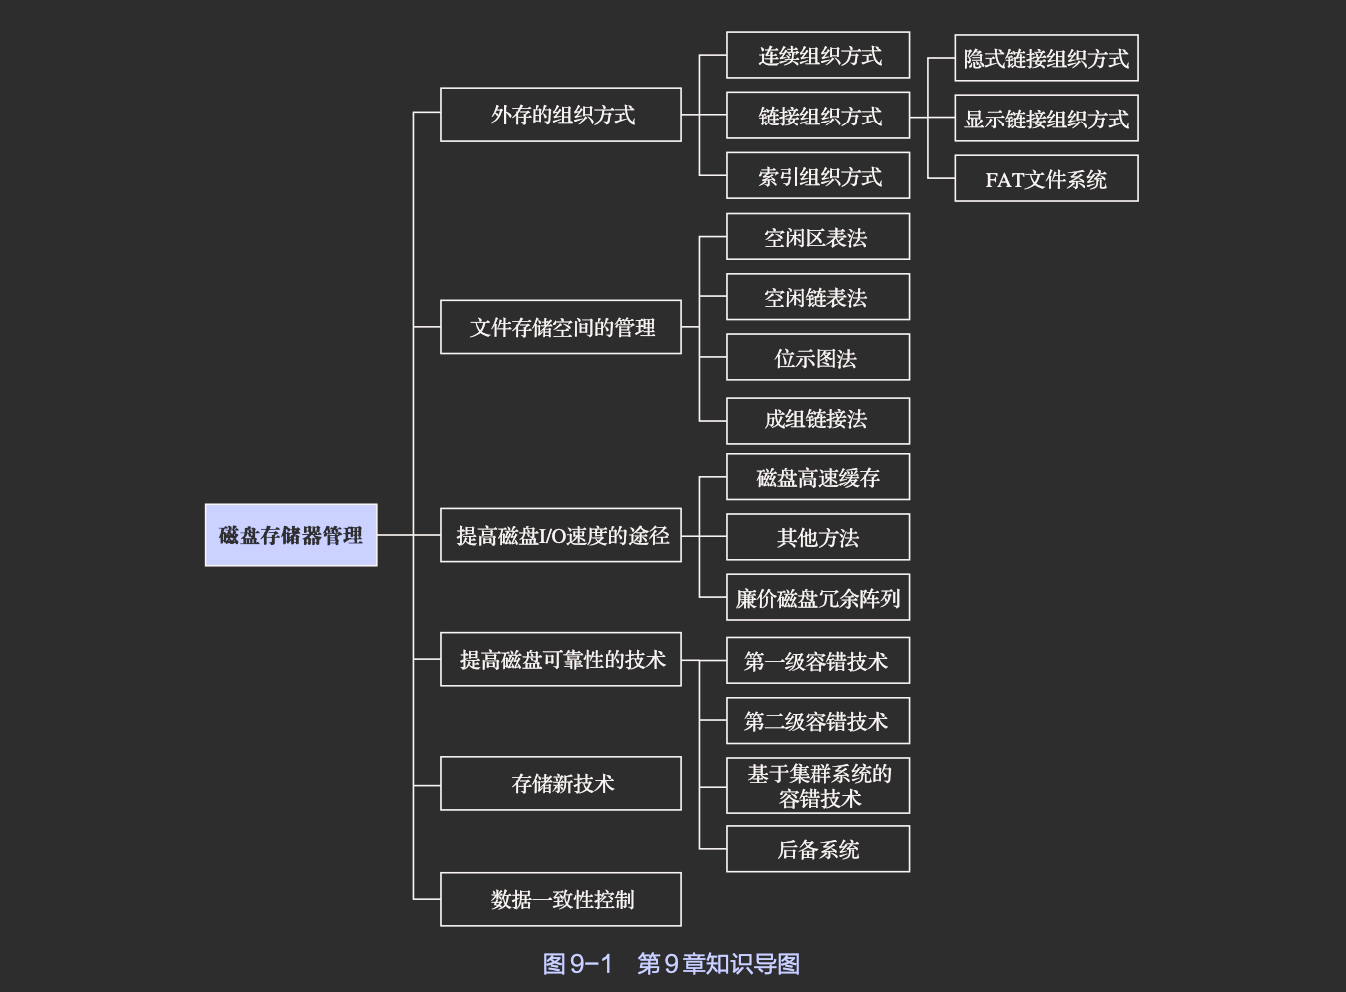 磁盘存储器管理
外存的组织方式
连续组织方式
链接组织方式
隐式链接组织方式
显示链接组织方式
FAT文件系统
索引组织方式
文件存储空间的管理
空闲区表法
空闲链表法
位示图法
成组链接法
提高磁盘I/O速度的途径
磁盘高速缓存
其他方法
廉价磁盘冗余阵列
提高磁盘可靠性的技术
第一级容错技术
第二级容错技术
基于集群系统的
容错技术
后备系统
存储新技术
数据一致性控制
图9-1 第9章知识导图